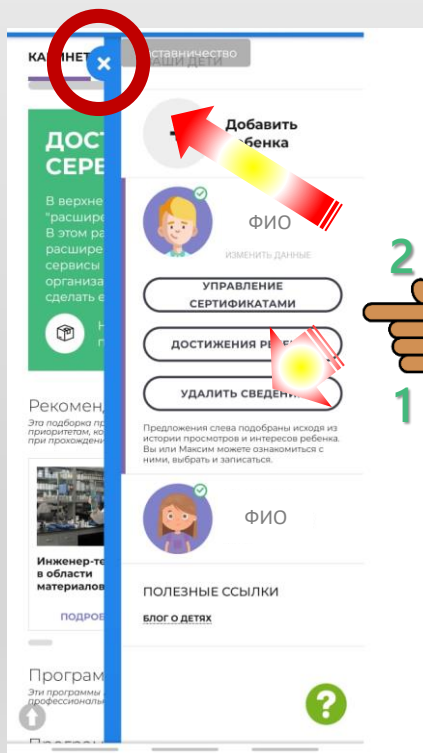 КАБИНЕТ
наставничество
ВАШИ ДЕТИ
Добавить
ребенка
ФИО
ИЗМЕНИТЬ ДАННЫЕ
УПРАВЛЕНИЕ
СЕРТИФИКАТАМИ
ДОСТИЖЕНИЯ РЕ
УДАЛИТЬ СВЕДЕНИЯ
Предложения слева подобраны исходя из
истории просмотров и интересов ребенка.
Вы или Максим можете ознакомиться с
ними, выбрать и записаться.
ФИО
ПОЛЕЗНЫЕ ССЫЛКИ
БЛОГ О ДЕТЯХ
?
ДОСТ
СЕРВ
В верхне
"расшире
В этом ра
расшире
сервисы
организа
сделать е
Н
п
Рекомен
Эта подборка пр
приоритетам, ко
при прохождени
Инженер-те
в области
материалов
ПОДРОБ
Програм
Эти программы
профессиональ
Програм
2
1